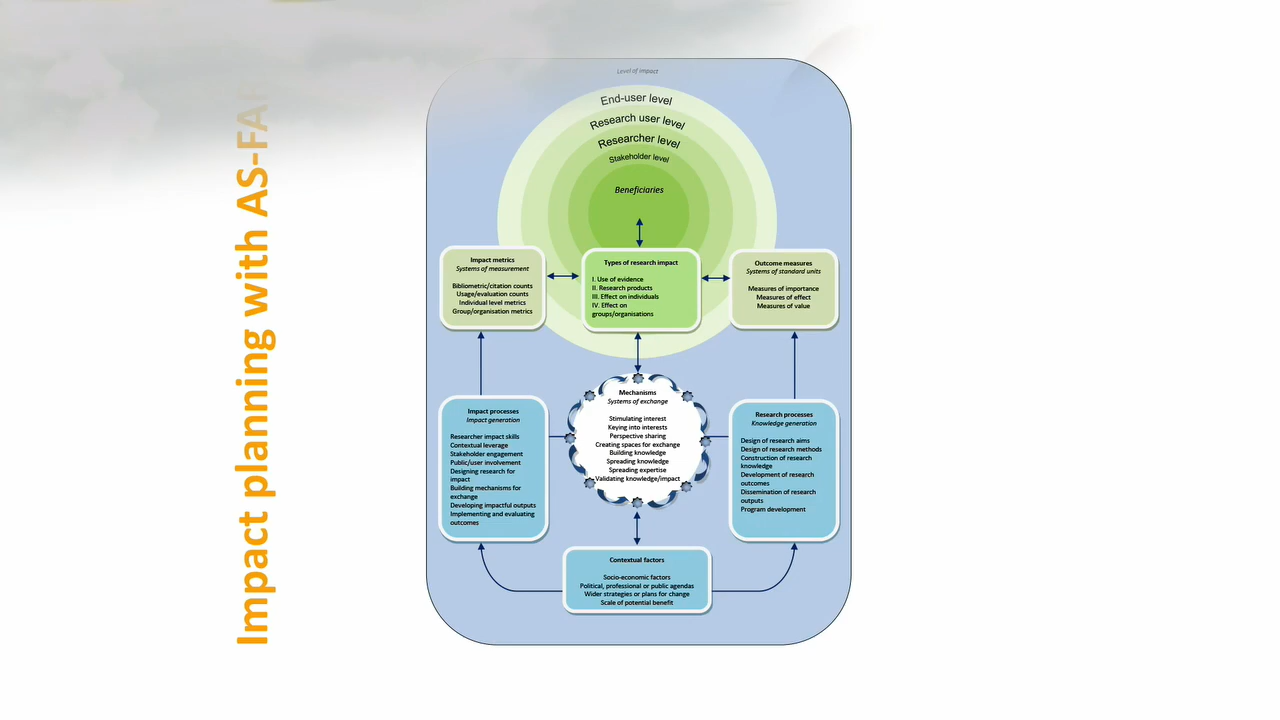 Impact planning with AS-FAR
Level of impact
End-user level
Research user level
Researcher level
Stakeholder level
Beneficiaries
Impact metrics
Systems of measurement
Bibliometric/citation counts
Usage/evaluation counts
Individual level metrics
Group/organisation metrics
Types of research impact
I. Use of evidence
II. Research products
III. Effect on individuals
IV. Effect on
groups/organisations
Outcome measures
Systems of standard units
Measures of importance
Measures of effect
Measures of value
Mechanisms
Systems of exchange
Stimulating interest
Keying into interests
Perspective sharing
Creating spaces for exchange
Building knowledge
Spreading knowledge
Spreading expertise
Validating knowledge/impact
Impact processes
Impact generation
Researcher impact skills
Contextual leverage
Stakeholder engagement
Public/user involvement
Designing research for
impact
Building mechanisms for
exchange
Developing impactful outputs
Implementing and evaluating
outcomes
Research processes
Knowledge generation
Design of research aims
Design of research methods
Construction of research
knowledge
Development of research
outcomes
Dissemination of research
outputs
Program development
Contextual factors
Socio-economic factors
Political, professional or public agendas
Wider strategies or plans for change
Scale of potential benefit